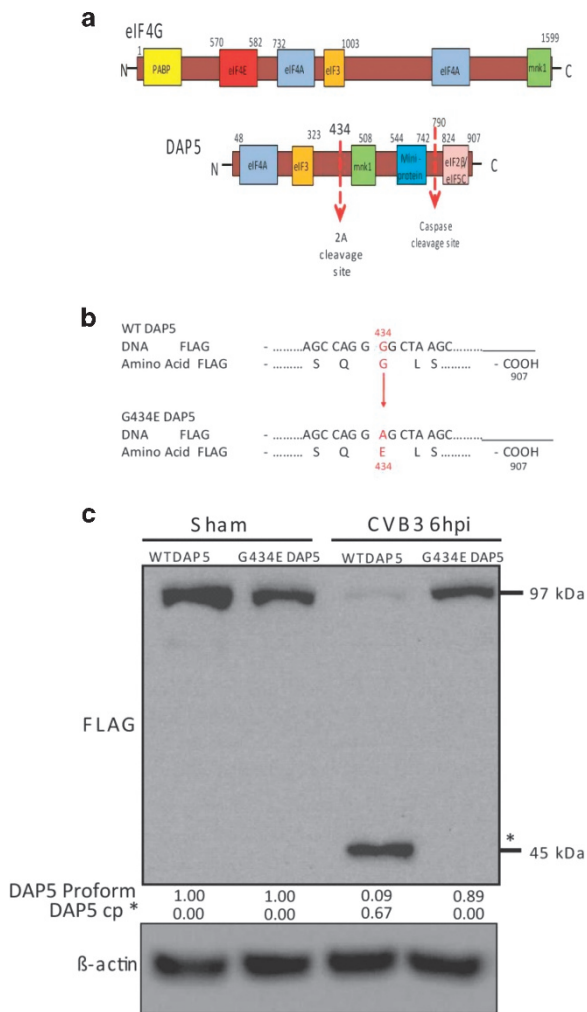 a
eIF4G
1 570 582 732 1003 1599
N PABP eIF4E eIF4A eIF3 eIF4A mnk1 C
DAP5
48 323 434 508 544 742 790 824 907
N eIF4A eIF3 mnk1 Mini-protein eIF2β/eIF5C C
2A
cleavage
site
Caspase
cleavage site
b
WT DAP5
434
DNA FLAG - .........AGC CAG G G G CTA AGC.........
Amino Acid FLAG - ......... S Q G L S...... - COOH
907
G434E DAP5
DNA FLAG - .........AGC CAGG A G CTA AGC.........
Amino Acid FLAG - ......... S Q E L S...... - COOH
434
907
c
Sham CVB3 6hpi
WTDAP5 G434E DAP5 WTDAP5 G434E DAP5
97 kDa
FLAG
*
45 kDa
DAP5 Proform 1.00 1.00 0.09 0.89
DAP5 cp * 0.00 0.00 0.67 0.00
ß-actin